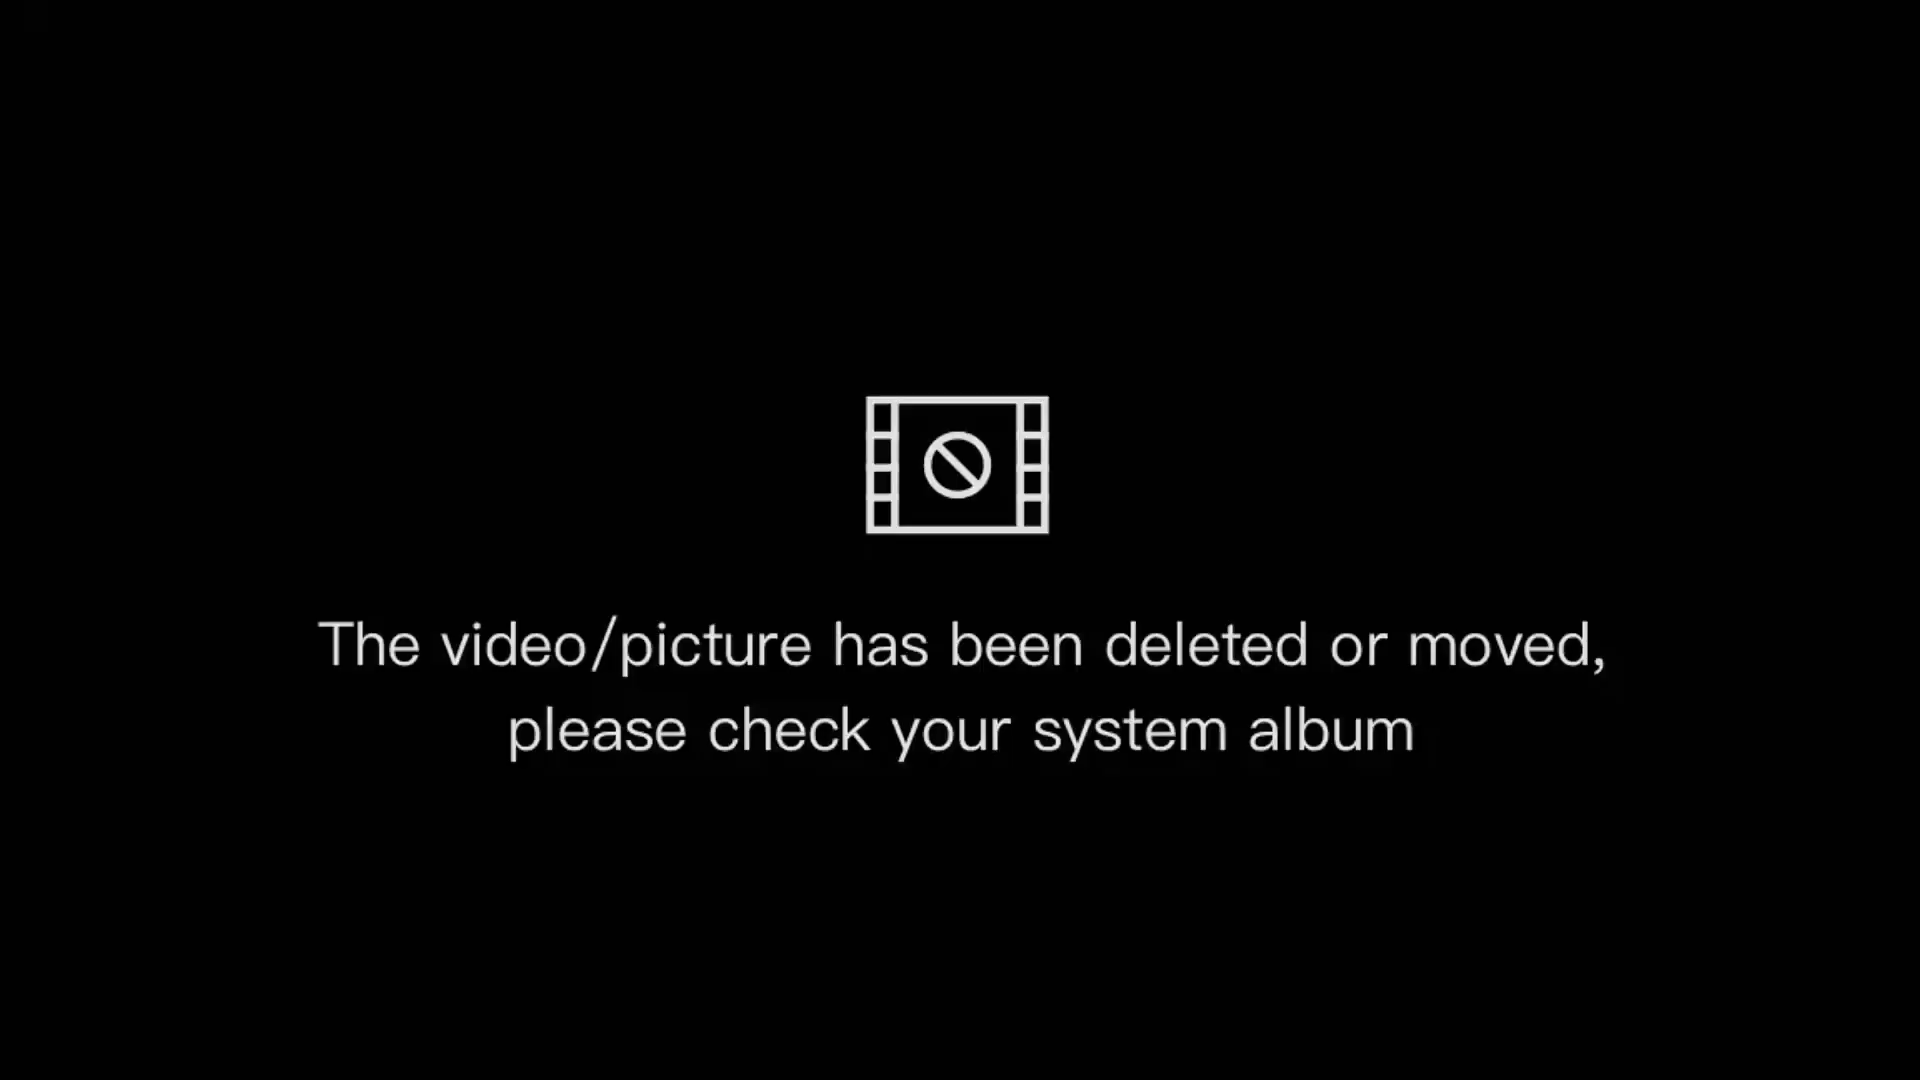 The video/picture has been deleted or moved,
please check your system album